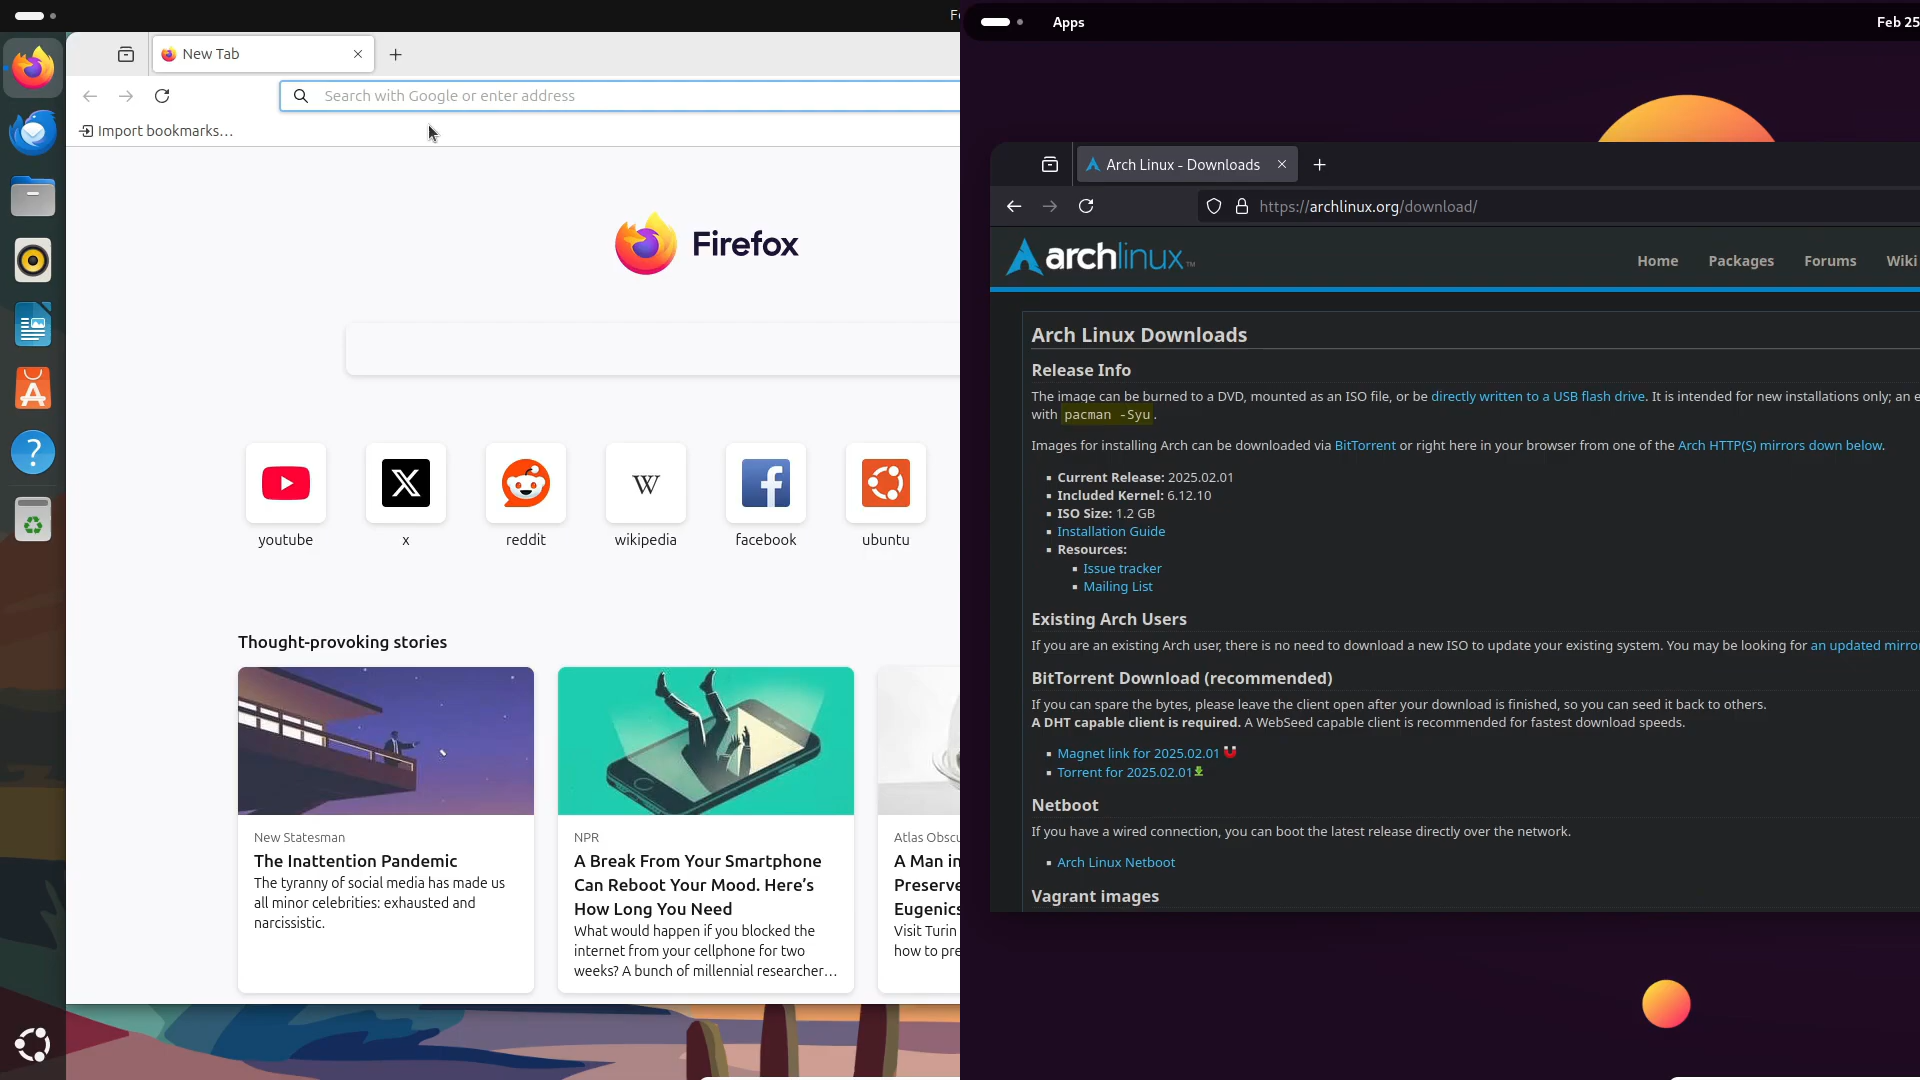 New Tab
Search with Google or enter address
Import bookmarks...
Firefox
youtube
x
reddit
wikipedia
facebook
ubuntu
Thought-provoking stories
New Statesman
The Inattention Pandemic
The tyranny of social media has made us
all minor celebrities: exhausted and
narcissistic.
NPR
A Break From Your Smartphone
Can Reboot Your Mood. Here's
How Long You Need
What would happen if you blocked the
internet from your cellphone for two
weeks? A bunch of millennial researcher...
Atlas Obscu
A Man in
Preserve
Eugenics
Visit Turin
how to pre
Apps
Feb 25
Arch Linux - Downloads
https://archlinux.org/download/
archlinux™
Home Packages Forums Wiki
Arch Linux Downloads
Release Info
The image can be burned to a DVD, mounted as an ISO file, or be directly written to a USB flash drive. It is intended for new installations only; an e
with pacman -Syu.
Images for installing Arch can be downloaded via BitTorrent or right here in your browser from one of the Arch HTTP(S) mirrors down below.
Current Release: 2025.02.01
Included Kernel: 6.12.10
ISO Size: 1.2 GB
Installation Guide
Resources:
Issue tracker
Mailing List
Existing Arch Users
If you are an existing Arch user, there is no need to download a new ISO to update your existing system. You may be looking for an updated mirro
BitTorrent Download (recommended)
If you can spare the bytes, please leave the client open after your download is finished, so you can seed it back to others.
A DHT capable client is required. A WebSeed capable client is recommended for fastest download speeds.
Magnet link for 2025.02.01
Torrent for 2025.02.01
Netboot
If you have a wired connection, you can boot the latest release directly over the network.
Arch Linux Netboot
Vagrant images